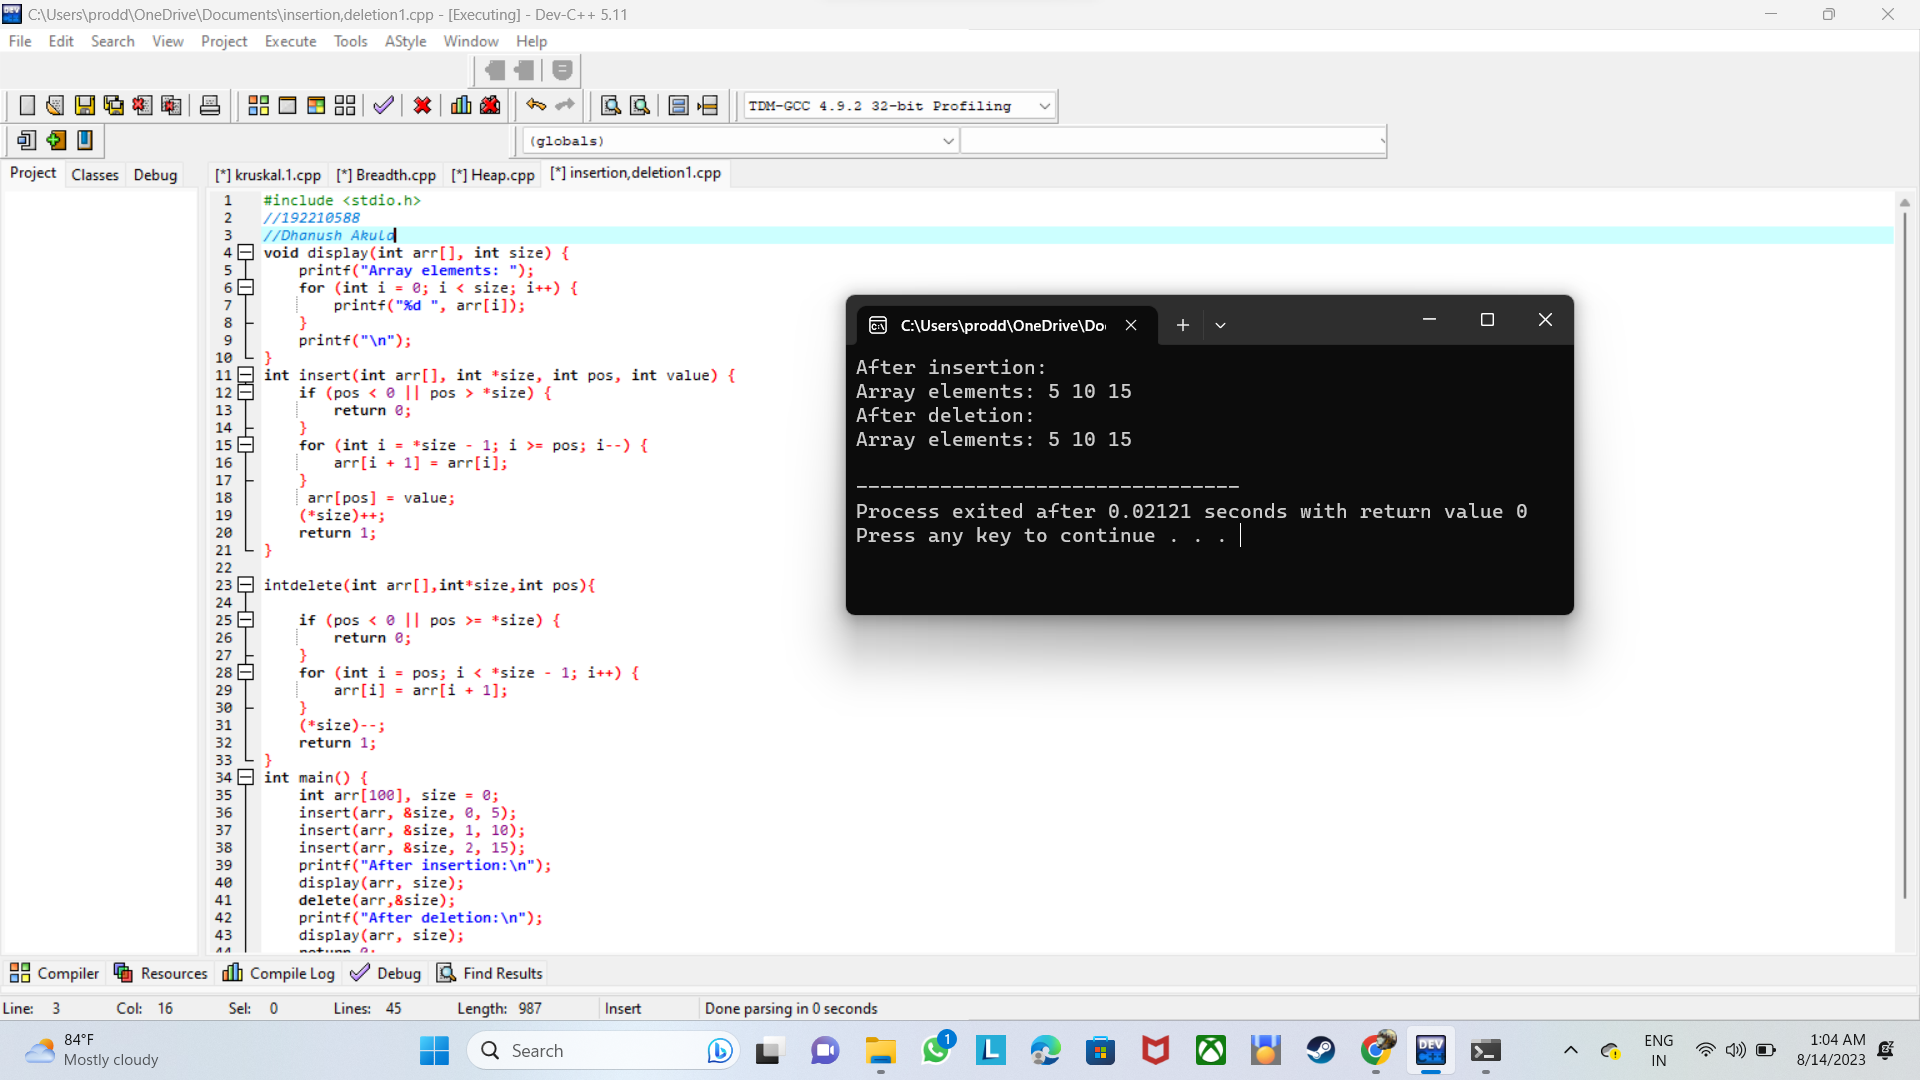 C:\Users\prodd\OneDrive\Documents\insertion,deletion1.cpp - [Executing] - Dev-C++ 5.11
File Edit Search View Project Execute Tools AStyle Window Help
TDM-GCC 4.9.2 32-bit Profiling
(globals)
Project Classes Debug
[*] kruskal.1.cpp [*] Breadth.cpp [*] Heap.cpp [*] insertion,deletion1.cpp
1 #include <stdio.h>
2 //192210588
3 //Dhanush Akula
4 void display(int arr[], int size) {
5 printf("Array elements: ");
6 for (int i = 0; i < size; i++) {
7 printf("%d ", arr[i]);
8 }
9 printf("\n");
10 }
11 int insert(int arr[], int *size, int pos, int value) {
12 if (pos < 0 || pos > *size) {
13 return 0;
14 }
15 for (int i = *size - 1; i >= pos; i--) {
16 arr[i + 1] = arr[i];
17 }
18 arr[pos] = value;
19 (*size)++;
20 return 1;
21 }
22
23 intdelete(int arr[],int*size,int pos){
24
25 if (pos < 0 || pos >= *size) {
26 return 0;
27 }
28 for (int i = pos; i < *size - 1; i++) {
29 arr[i] = arr[i + 1];
30 }
31 (*size)--;
32 return 1;
33 }
34 int main() {
35 int arr[100], size = 0;
36 insert(arr, &size, 0, 5);
37 insert(arr, &size, 1, 10);
38 insert(arr, &size, 2, 15);
39 printf("After insertion:\n");
40 display(arr, size);
41 delete(arr,&size);
42 printf("After deletion:\n");
43 display(arr, size);
44 return 0;
C:\Users\prodd\OneDrive\Do
After insertion:
Array elements: 5 10 15
After deletion:
Array elements: 5 10 15
--------------------------------
Process exited after 0.02121 seconds with return value 0
Press any key to continue . . .
Compiler Resources Compile Log Debug Find Results
Line: 3 Col: 16 Sel: 0 Lines: 45 Length: 987 Insert Done parsing in 0 seconds
84°F
Mostly cloudy
Search
1
L
DEV
C++
ENG
IN
1:04 AM
8/14/2023